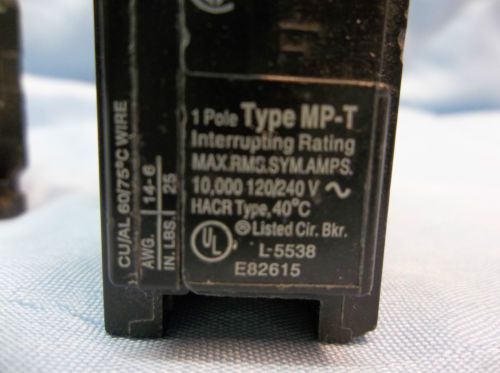 1 Pole Type MP-T
Interrupting Rating
MAX.RMS.SYM.AMPS.
10,000 120/240 V ~
HACR Type, 40°C
UL ® Listed Cir. Bkr.
L-5538
E82615
CU/AL 60/75°C WIRE
AWG. 14-6
IN. LBS 25